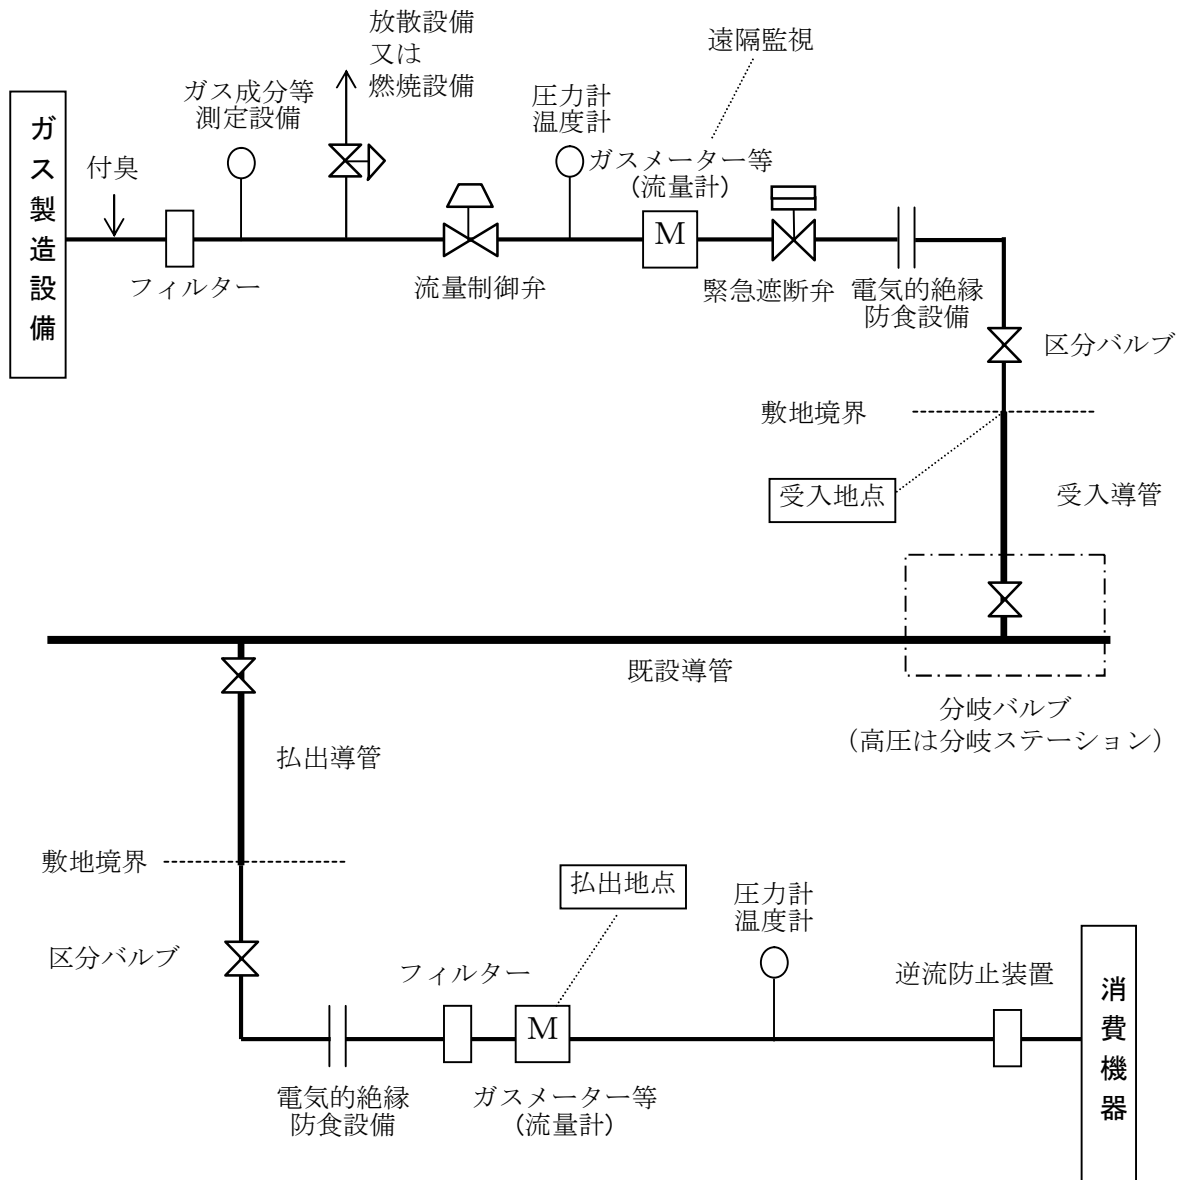 放散設備
又は
燃焼設備
遠隔監視
ガス成分等
測定設備
圧力計
温度計
ガス製造設備
付臭
ガスメーター等
(流量計)
M
フィルター
流量制御弁
緊急遮断弁
電気的絶縁
防食設備
区分バルブ
敷地境界
受入地点
受入導管
既設導管
分岐バルブ
(高圧は分岐ステーション)
払出導管
敷地境界
払出地点
圧力計
温度計
区分バルブ
フィルター
逆流防止装置
消費機器
M
電気的絶縁
防食設備
ガスメーター等
(流量計)